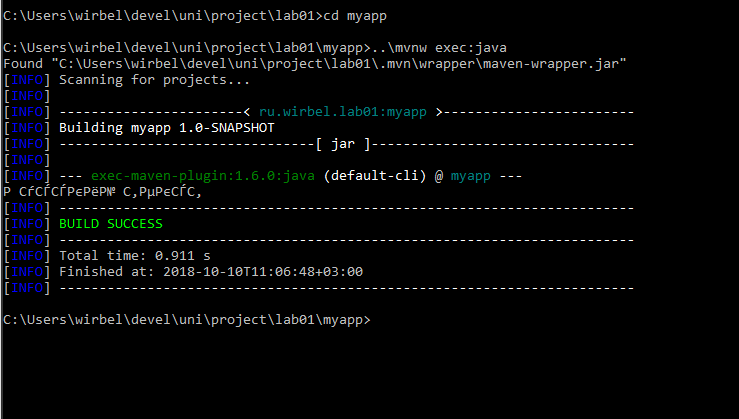 C:\Users\wirbel\devel\uni\project\lab01>cd myapp
C:\Users\wirbel\devel\uni\project\lab01\myapp>..\mvnw exec:java
Found "C:\Users\wirbel\devel\uni\project\lab01\.mvn\wrapper\maven-wrapper.jar"
[INFO] Scanning for projects...
[INFO]
[INFO] -----------------------< ru.wirbel.lab01:myapp >------------------------
[INFO] Building myapp 1.0-SNAPSHOT
[INFO] --------------------------------[ jar ]---------------------------------
[INFO]
[INFO] --- exec-maven-plugin:1.6.0:java (default-cli) @ myapp ---
Р СѓСЃСЃРєРёР№ С‚РµРєСЃС‚
[INFO] ------------------------------------------------------------------------
[INFO] BUILD SUCCESS
[INFO] ------------------------------------------------------------------------
[INFO] Total time: 0.911 s
[INFO] Finished at: 2018-10-10T11:06:48+03:00
[INFO] ------------------------------------------------------------------------
C:\Users\wirbel\devel\uni\project\lab01\myapp>